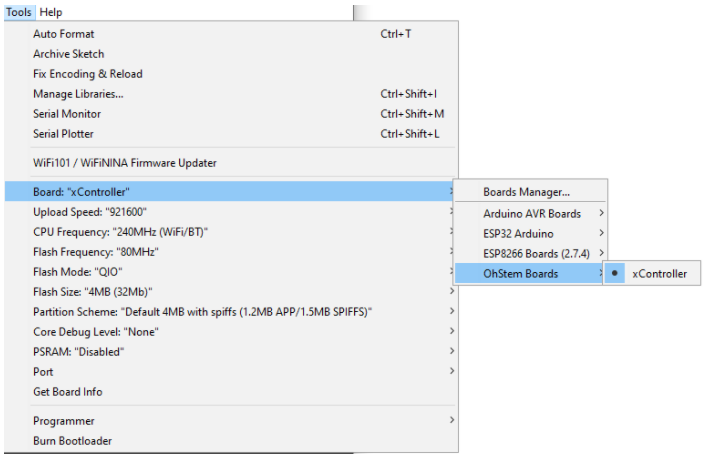 Tools Help
Auto Format Ctrl+T
Archive Sketch
Fix Encoding & Reload
Manage Libraries... Ctrl+Shift+I
Serial Monitor Ctrl+Shift+M
Serial Plotter Ctrl+Shift+L
WiFi101 / WiFiNINA Firmware Updater
Board: "xController"
Upload Speed: "921600"
CPU Frequency: "240MHz (WiFi/BT)"
Flash Frequency: "80MHz"
Flash Mode: "QIO"
Flash Size: "4MB (32Mb)"
Partition Scheme: "Default 4MB with spiffs (1.2MB APP/1.5MB SPIFFS)"
Core Debug Level: "None"
PSRAM: "Disabled"
Port
Get Board Info
Programmer
Burn Bootloader
Boards Manager...
Arduino AVR Boards
ESP32 Arduino
ESP8266 Boards (2.7.4)
OhStem Boards
xController